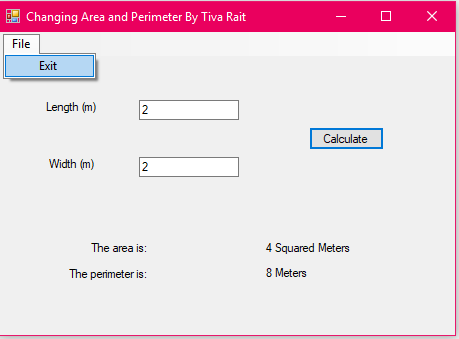 Changing Area and Perimeter By Tiva Rait
File
Exit
Length (m) 2
Calculate
Width (m) 2
The area is: 4 Squared Meters
The perimeter is: 8 Meters